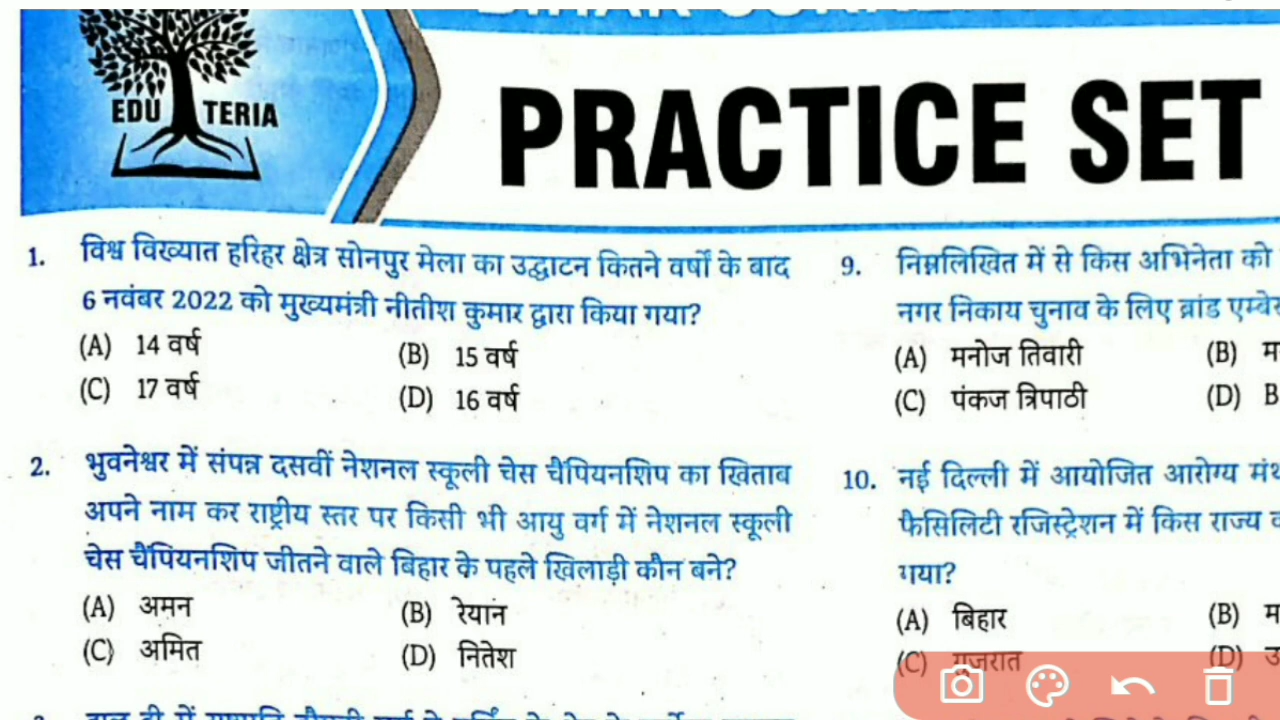 EDU TERIA
PRACTICE SET
1. विश्व विख्यात हरिहर क्षेत्र सोनपुर मेला का उद्घाटन कितने वर्षों के बाद
6 नवंबर 2022 को मुख्यमंत्री नीतीश कुमार द्वारा किया गया?
(A) 14 वर्ष (B) 15 वर्ष
(C) 17 वर्ष (D) 16 वर्ष
2. भुवनेश्वर में संपन्न दसवीं नेशनल स्कूली चेस चैंपियनशिप का खिताब
अपने नाम कर राष्ट्रीय स्तर पर किसी भी आयु वर्ग में नेशनल स्कूली
चेस चैंपियनशिप जीतने वाले बिहार के पहले खिलाड़ी कौन बने?
(A) अमन (B) रेयान
(C) अमित (D) नितेश
9. निम्नलिखित में से किस अभिनेता को
नगर निकाय चुनाव के लिए ब्रांड
(A) मनोज तिवारी (B)
(C) पंकज त्रिपाठी (D) B
10. नई दिल्ली में आयोजित आरोग्य
फैसिलिटी रजिस्ट्रेशन में किस राज्य
गया?
(A) बिहार (B)
(C) गुजरात (D)